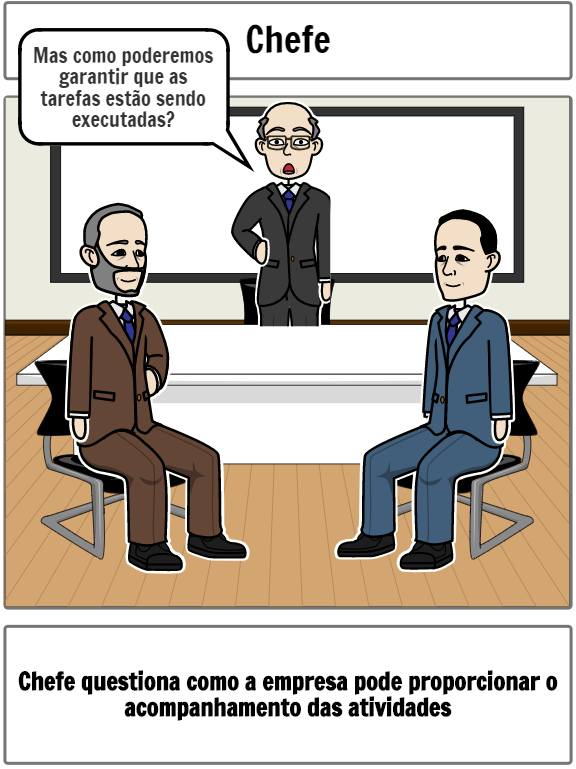 Chefe
Mas como poderemos
garantir que as
tarefas estão sendo
executadas?
Chefe questiona como a empresa pode proporcionar o
acompanhamento das atividades